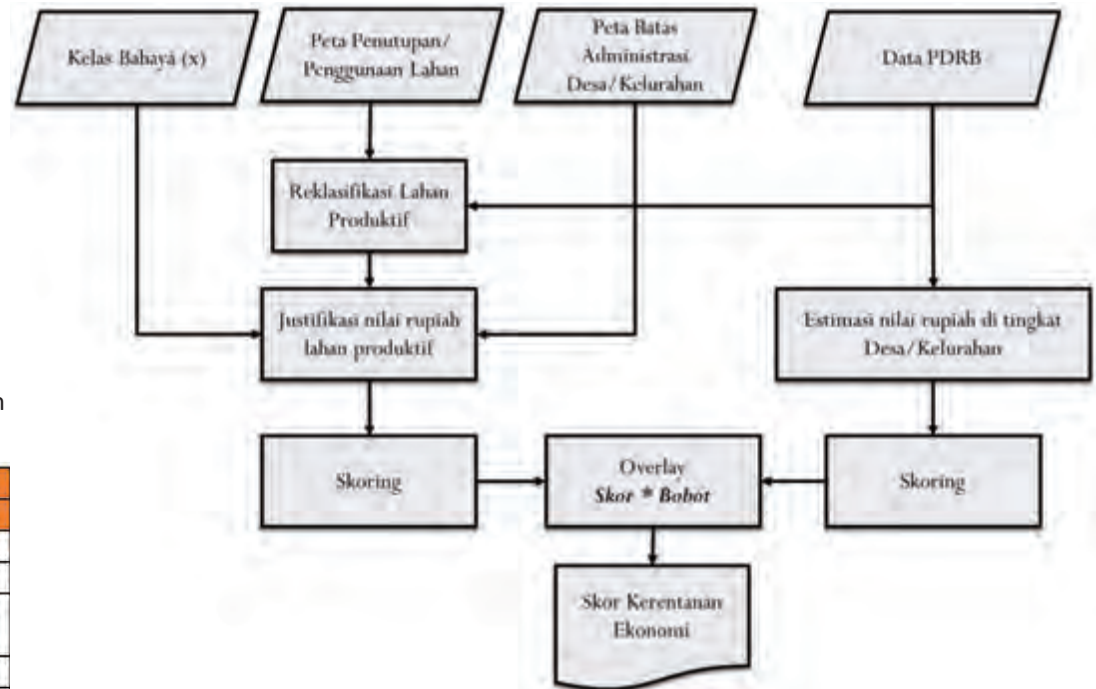 Kelas Bahaya (x)
Peta Penutupan/
Penggunaan Lahan
Peta Batas
Administrasi
Desa/Kelurahan
Data PDRB
Reklasifikasi Lahan
Produktif
Justifikasi nilai rupiah
lahan produktif
Estimasi nilai rupiah di tingkat
Desa/Kelurahan
Skoring
Overlay
Skor * Bobot
Skoring
Skor Kerentanan
Ekonomi